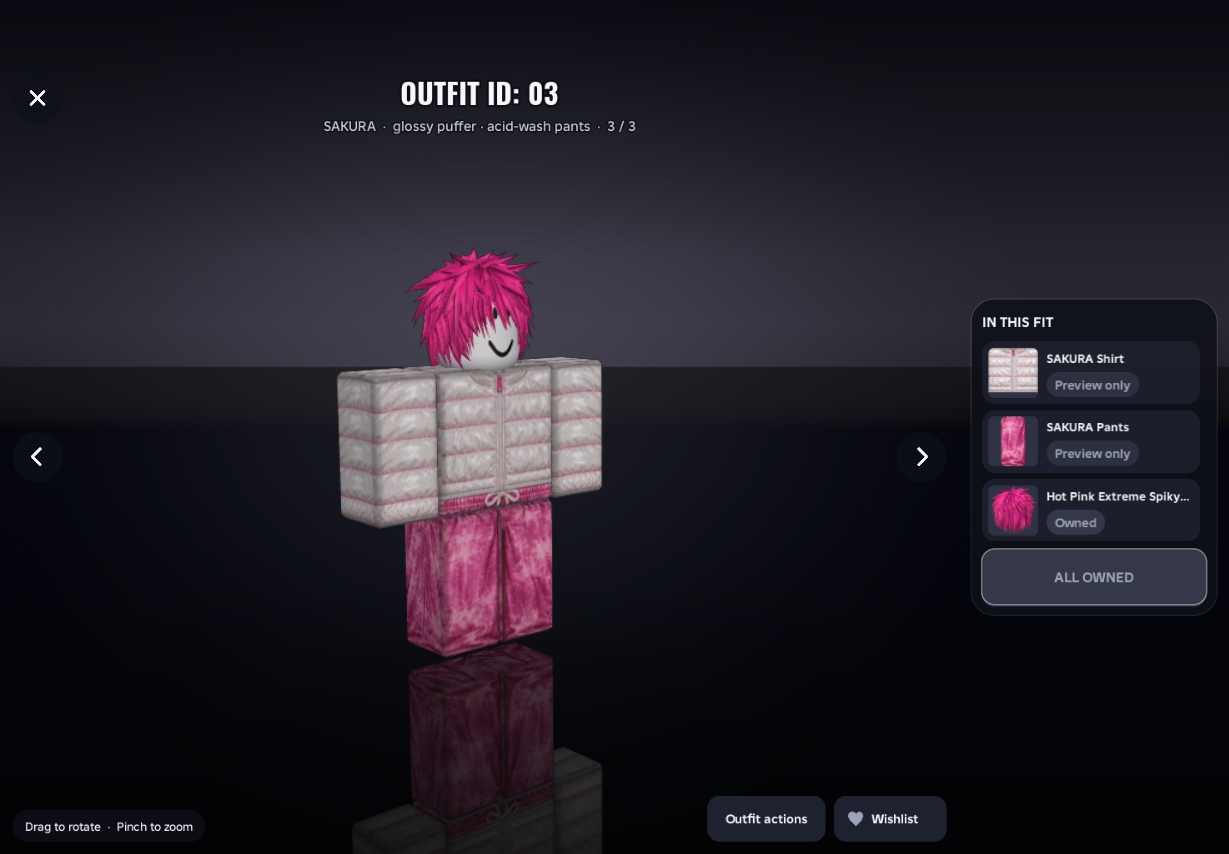 OUTFIT ID: 03
SAKURA · glossy puffer · acid-wash pants · 3 / 3
IN THIS FIT
SAKURA Shirt
Preview only
SAKURA Pants
Preview only
Hot Pink Extreme Spiky...
Owned
ALL OWNED
Drag to rotate · Pinch to zoom
Outfit actions
Wishlist